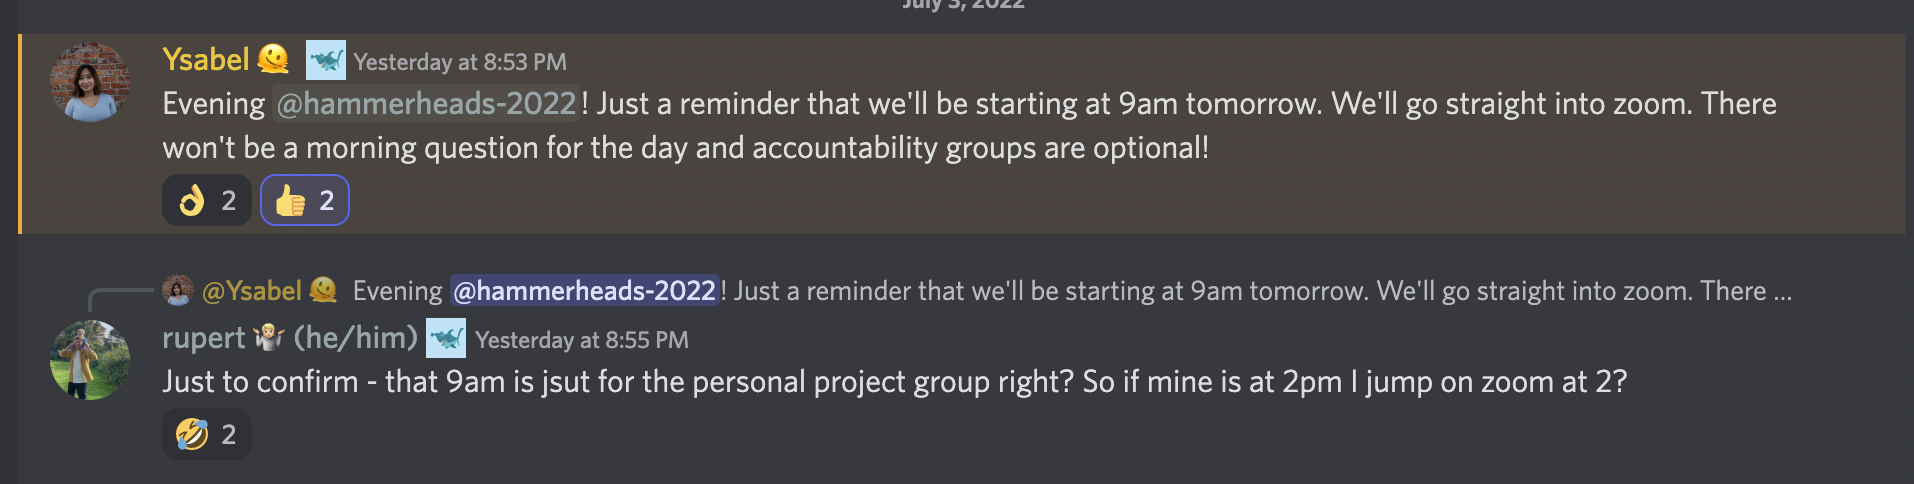 July 3, 2022
Ysabel Yesterday at 8:53 PM
Evening @hammerheads-2022! Just a reminder that we'll be starting at 9am tomorrow. We'll go straight into zoom. There
won't be a morning question for the day and accountability groups are optional!
2 2
@Ysabel Evening @hammerheads-2022! Just a reminder that we'll be starting at 9am tomorrow. We'll go straight into zoom. There ...
rupert (he/him) Yesterday at 8:55 PM
Just to confirm - that 9am is jsut for the personal project group right? So if mine is at 2pm I jump on zoom at 2?
2